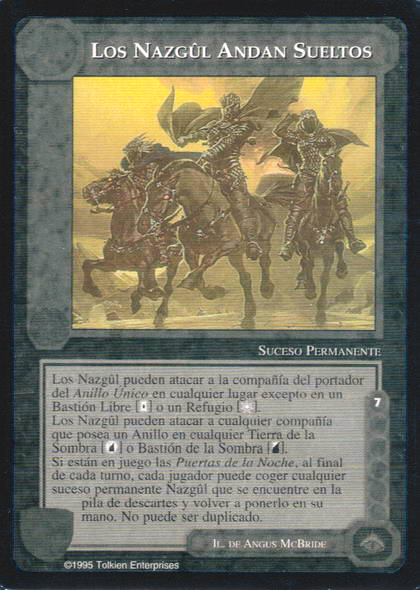 Los Nazgûl Andan Sueltos
Suceso Permanente
Los Nazgûl pueden atacar a la compañía del portador
del Anillo Único en cualquier lugar excepto en un
Bastión Libre [] o un Refugio [].
Los Nazgûl pueden atacar a cualquier compañía
que posea un Anillo en cualquier Tierra de la
Sombra [] o Bastión de la Sombra [].
Si están en juego las Puertas de la Noche, al final
de cada turno, cada jugador puede coger cualquier
suceso permanente Nazgûl que se encuentre en la
pila de descartes y volver a ponerlo en su
mano. No puede ser duplicado.
7
Il. de Angus McBride
©1995 Tolkien Enterprises